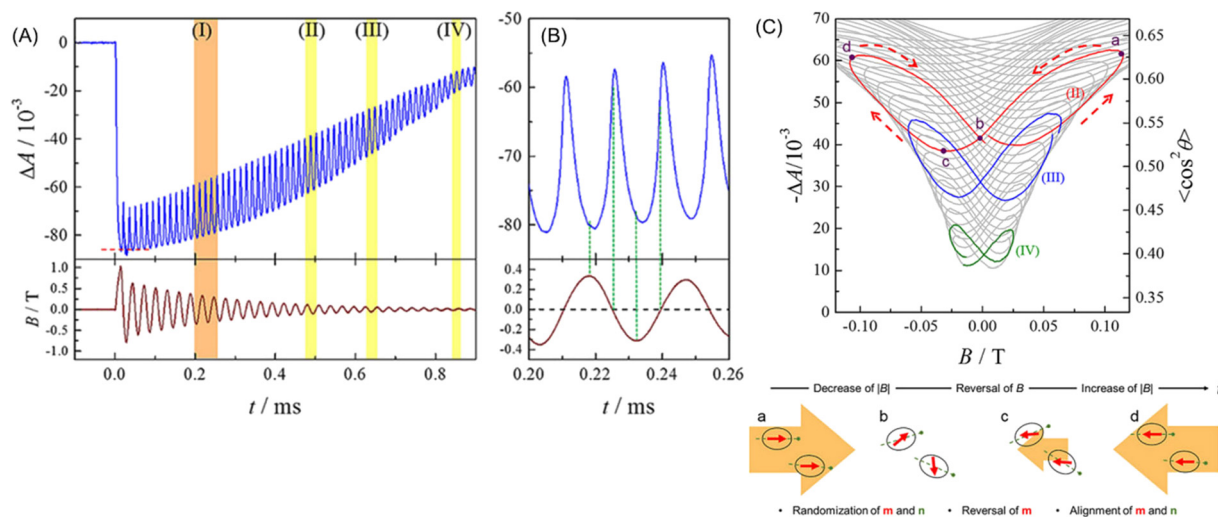 (A)
(I)
(II)
(III)
(IV)
0
-20
-40
-60
-80
-100
ΔA / 10⁻³
1.0
0.5
0.0
-0.5
-1.0
B / T
0.0
0.2
0.4
0.6
0.8
t / ms
(B)
-50
-60
-70
-80
0.4
0.2
0.0
-0.2
-0.4
0.20
0.22
0.24
0.26
t / ms
(C)
70
60
50
40
30
20
10
-ΔA/10⁻³
0.65
0.60
0.55
0.50
0.45
0.40
0.35
<cos²θ>
d
a
b
c
(II)
(III)
(IV)
-0.10
-0.05
0.00
0.05
0.10
B / T
Decrease of |B|
Reversal of B
Increase of |B|
a
b
c
d
• Randomization of m and n
• Reversal of m
• Alignment of m and n